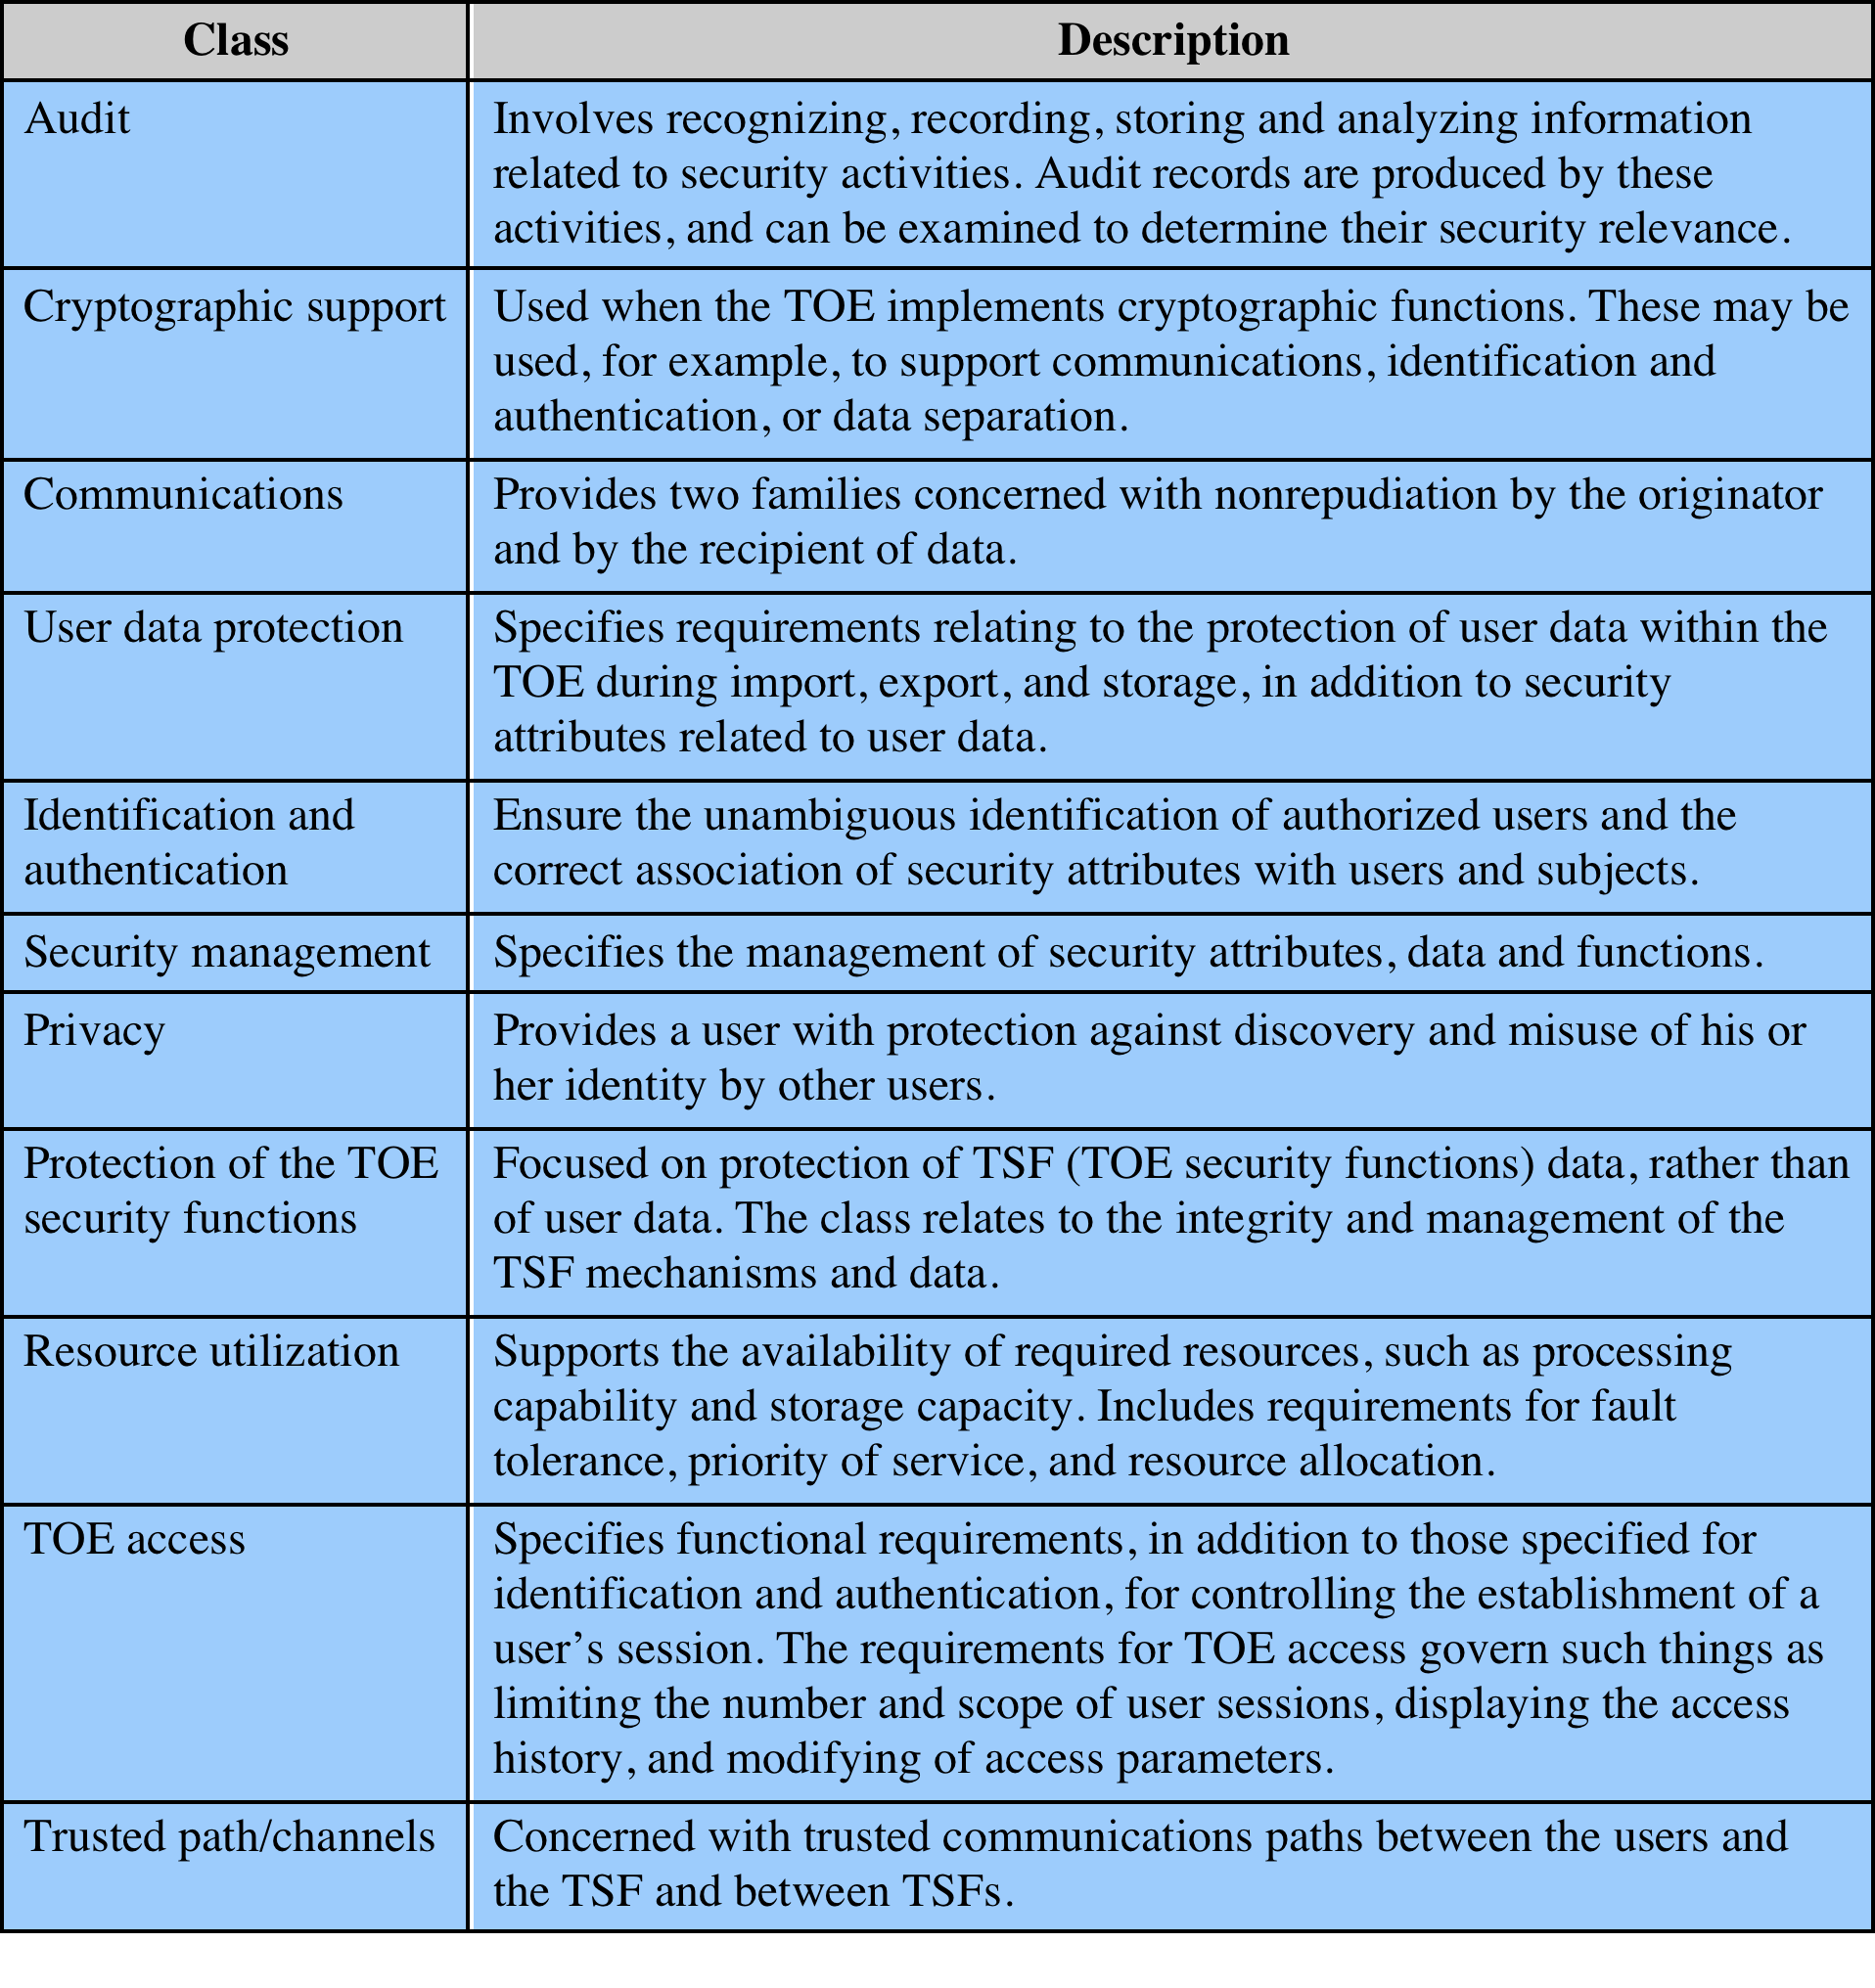 Class
Description
Audit
Involves recognizing, recording, storing and analyzing information
related to security activities. Audit records are produced by these
activities, and can be examined to determine their security relevance.
Cryptographic support
Used when the TOE implements cryptographic functions. These may be
used, for example, to support communications, identification and
authentication, or data separation.
Communications
Provides two families concerned with nonrepudiation by the originator
and by the recipient of data.
User data protection
Specifies requirements relating to the protection of user data within the
TOE during import, export, and storage, in addition to security
attributes related to user data.
Identification and
authentication
Ensure the unambiguous identification of authorized users and the
correct association of security attributes with users and subjects.
Security management
Specifies the management of security attributes, data and functions.
Privacy
Provides a user with protection against discovery and misuse of his or
her identity by other users.
Protection of the TOE
security functions
Focused on protection of TSF (TOE security functions) data, rather than
of user data. The class relates to the integrity and management of the
TSF mechanisms and data.
Resource utilization
Supports the availability of required resources, such as processing
capability and storage capacity. Includes requirements for fault
tolerance, priority of service, and resource allocation.
TOE access
Specifies functional requirements, in addition to those specified for
identification and authentication, for controlling the establishment of a
user’s session. The requirements for TOE access govern such things as
limiting the number and scope of user sessions, displaying the access
history, and modifying of access parameters.
Trusted path/channels
Concerned with trusted communications paths between the users and
the TSF and between TSFs.